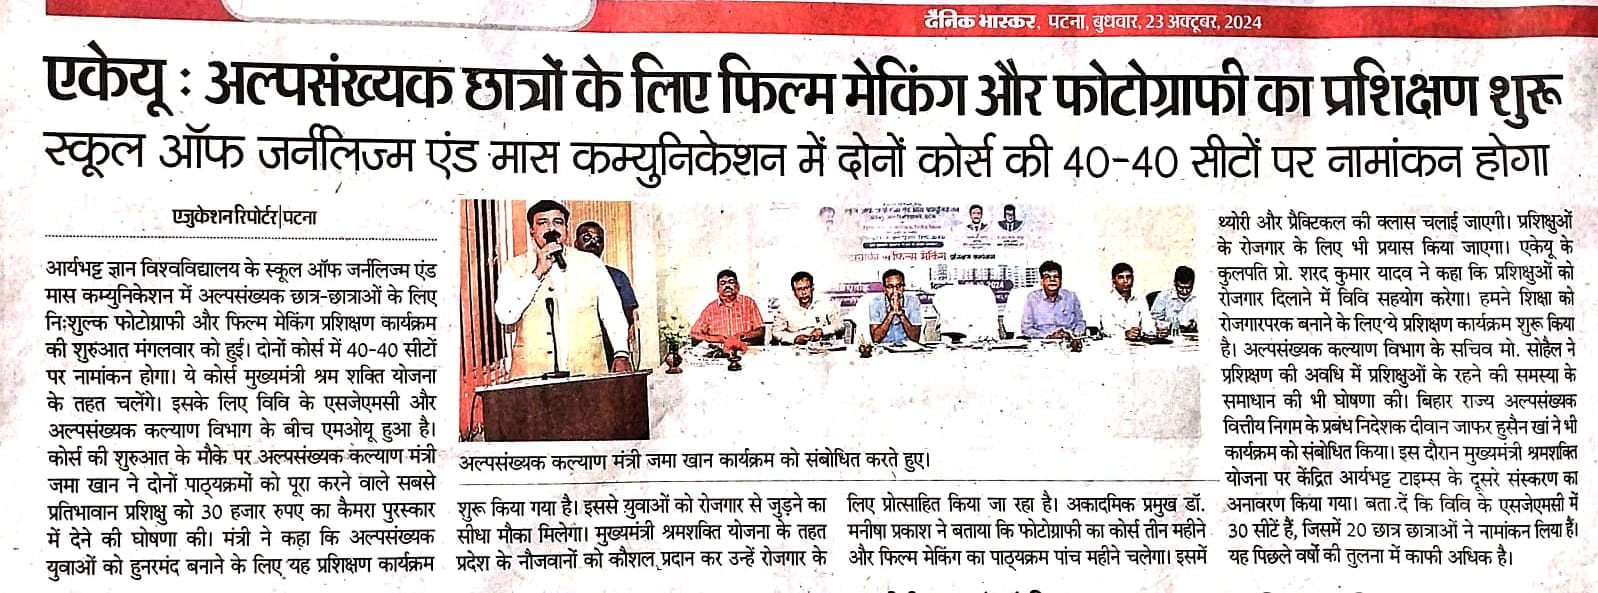 दैनिक भास्कर, पटना, बुधवार, 23 अक्टूबर, 2024
एकेयू : अल्पसंख्यक छात्रों के लिए फिल्म मेकिंग और फोटोग्राफी का प्रशिक्षण शुरू
स्कूल ऑफ जर्नलिज्म एंड मास कम्युनिकेशन में दोनों कोर्स की 40-40 सीटों पर नामांकन होगा
एजुकेशन रिपोर्टर|पटना
आर्यभट्ट ज्ञान विश्वविद्यालय के स्कूल ऑफ जर्नलिज्म एंड
मास कम्युनिकेशन में अल्पसंख्यक छात्र-छात्राओं के लिए
निःशुल्क फोटोग्राफी और फिल्म मेकिंग प्रशिक्षण कार्यक्रम
की शुरुआत मंगलवार को हुई। दोनों कोर्स में 40-40 सीटों
पर नामांकन होगा। ये कोर्स मुख्यमंत्री श्रम शक्ति योजना
के तहत चलेंगे। इसके लिए विवि के एसजेएमसी और
अल्पसंख्यक कल्याण विभाग के बीच एमओयू हुआ है।
कोर्स की शुरुआत के मौके पर अल्पसंख्यक कल्याण मंत्री
जमा खान ने दोनों पाठ्यक्रमों को पूरा करने वाले सबसे
प्रतिभावान प्रशिक्षु को 30 हजार रुपए का कैमरा पुरस्कार
में देने की घोषणा की। मंत्री ने कहा कि अल्पसंख्यक
युवाओं को हुनरमंद बनाने के लिए यह प्रशिक्षण कार्यक्रम
फिल्म मेकिंग
अल्पसंख्यक कल्याण मंत्री जमा खान कार्यक्रम को संबोधित करते हुए।
शुरू किया गया है। इससे युवाओं को रोजगार से जुड़ने का
सीधा मौका मिलेगा। मुख्यमंत्री श्रमशक्ति योजना के तहत
प्रदेश के नौजवानों को कौशल प्रदान कर उन्हें रोजगार के
लिए प्रोत्साहित किया जा रहा है। अकादमिक प्रमुख डॉ.
मनीषा प्रकाश ने बताया कि फोटोग्राफी का कोर्स तीन महीने
और फिल्म मेकिंग का पाठ्यक्रम पांच महीने चलेगा। इसमें
थ्योरी और प्रैक्टिकल की क्लास चलाई जाएगी। प्रशिक्षुओं
के रोजगार के लिए भी प्रयास किया जाएगा। एकेयू के
कुलपति प्रो. शरद कुमार यादव ने कहा कि प्रशिक्षुओं को
रोजगार दिलाने में विवि सहयोग करेगा। हमने शिक्षा को
रोजगारपरक बनाने के लिए ये प्रशिक्षण कार्यक्रम शुरू किया
है। अल्पसंख्यक कल्याण विभाग के सचिव मो. सोहैल ने
प्रशिक्षण की अवधि में प्रशिक्षुओं के रहने की समस्या के
समाधान की भी घोषणा की। बिहार राज्य अल्पसंख्यक
वित्तीय निगम के प्रबंध निदेशक दीवान जाफर हुसैन खां ने भी
कार्यक्रम को संबोधित किया। इस दौरान मुख्यमंत्री श्रमशक्ति
योजना पर केंद्रित आर्यभट्ट टाइम्स के दूसरे संस्करण का
अनावरण किया गया। बता दें कि विवि के एसजेएमसी में
30 सीटें हैं, जिसमें 20 छात्र छात्राओं ने नामांकन लिया है।
यह पिछले वर्षों की तुलना में काफी अधिक है।